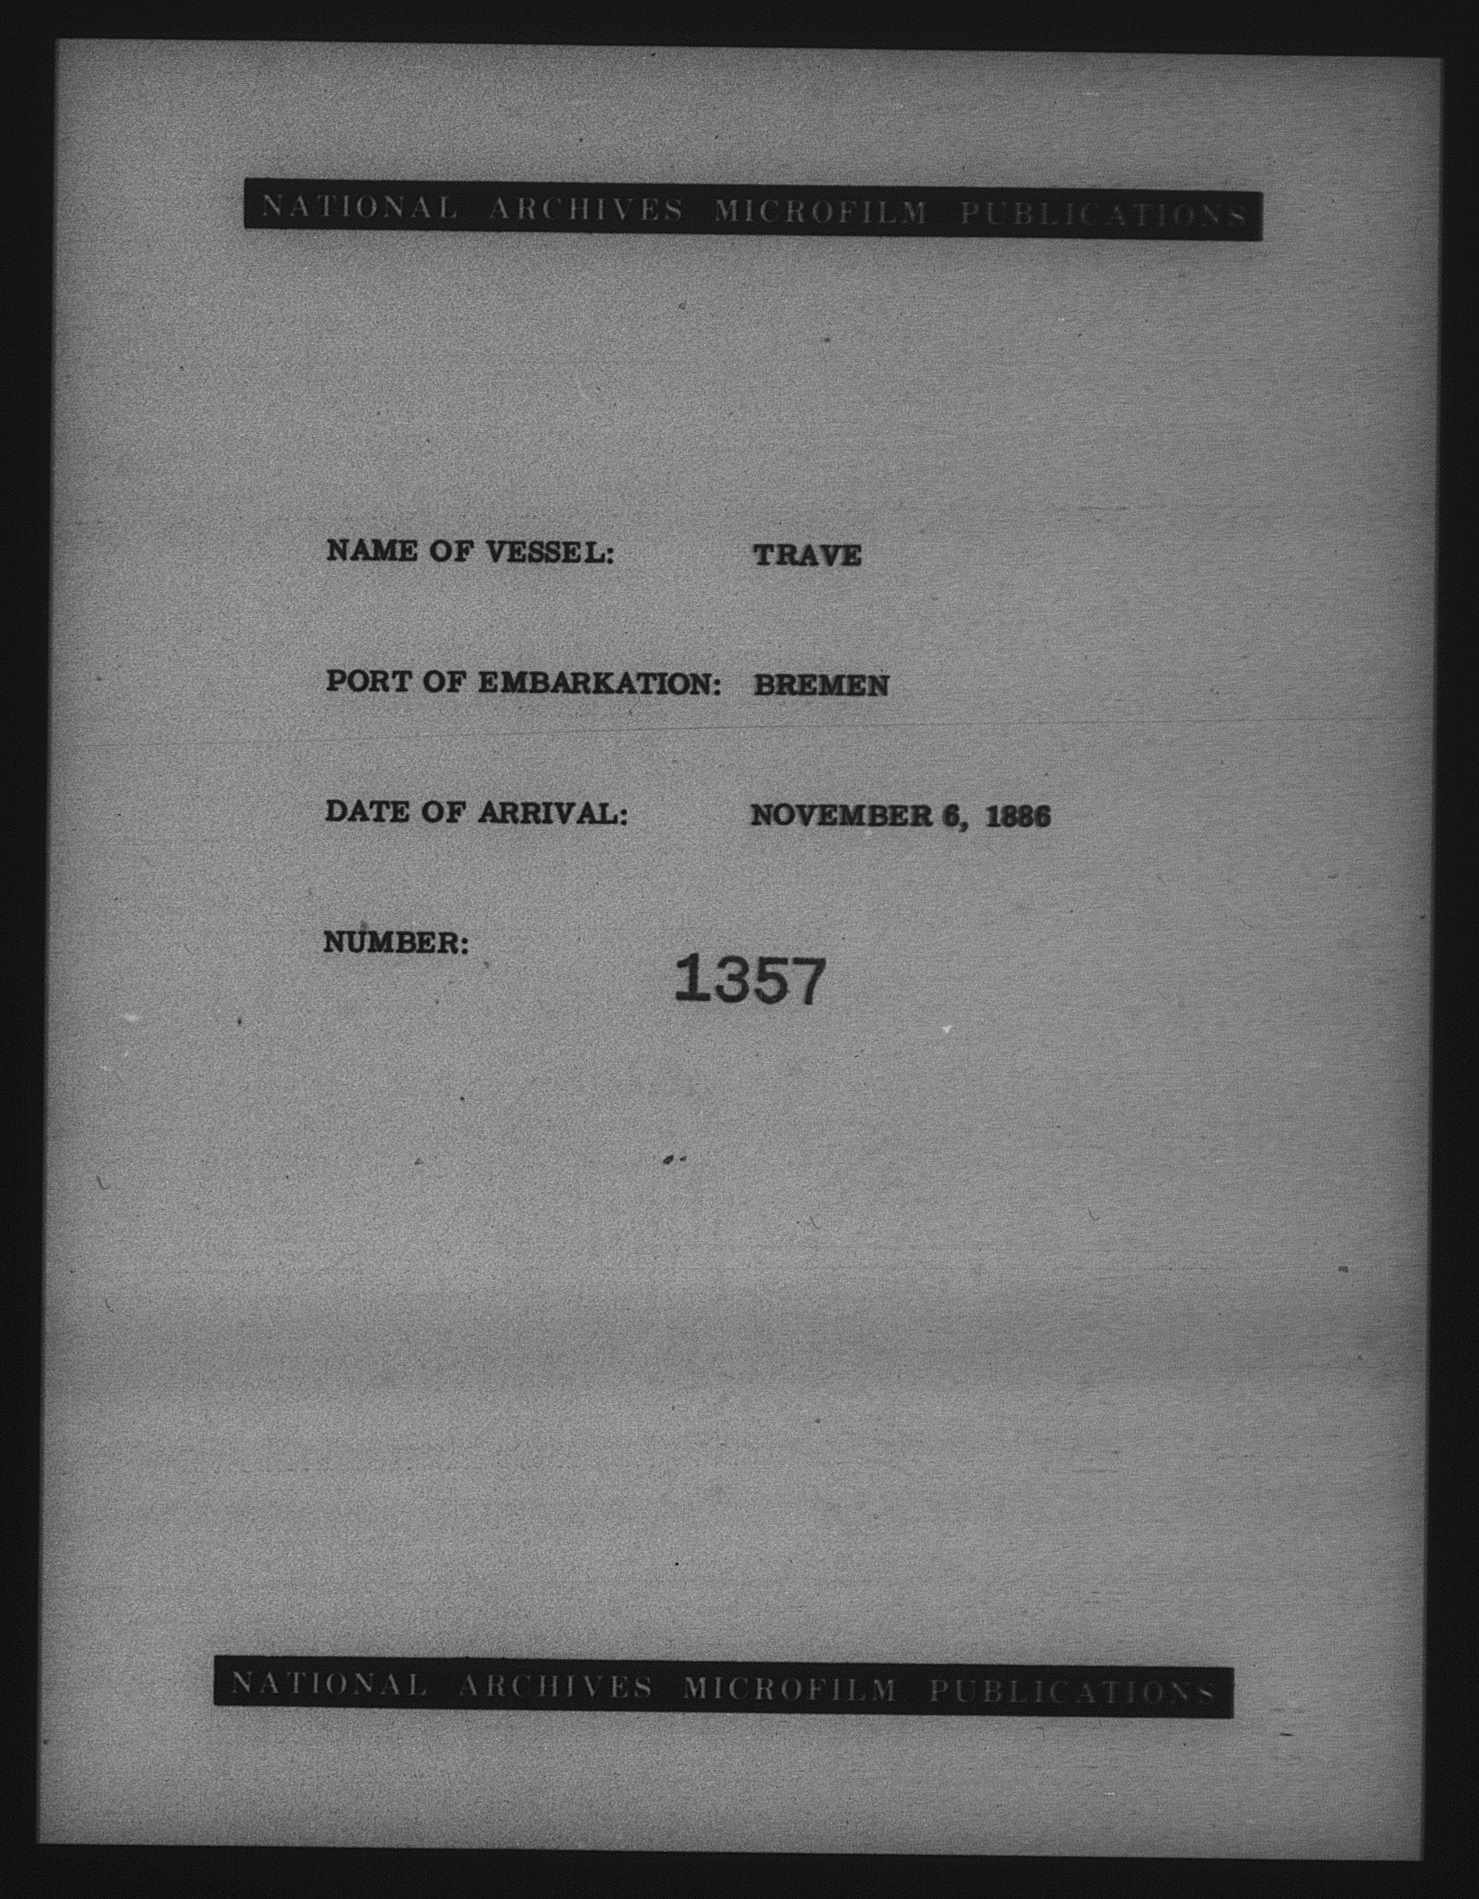 NATIONAL ARCHIVES MICROFILM PUBLICATIONS
NAME OF VESSEL: TRAVE
PORT OF EMBARKATION: BREMEN
DATE OF ARRIVAL: NOVEMBER 6, 1886
NUMBER: 1357
NATIONAL ARCHIVES MICROFILM PUBLICATIONS